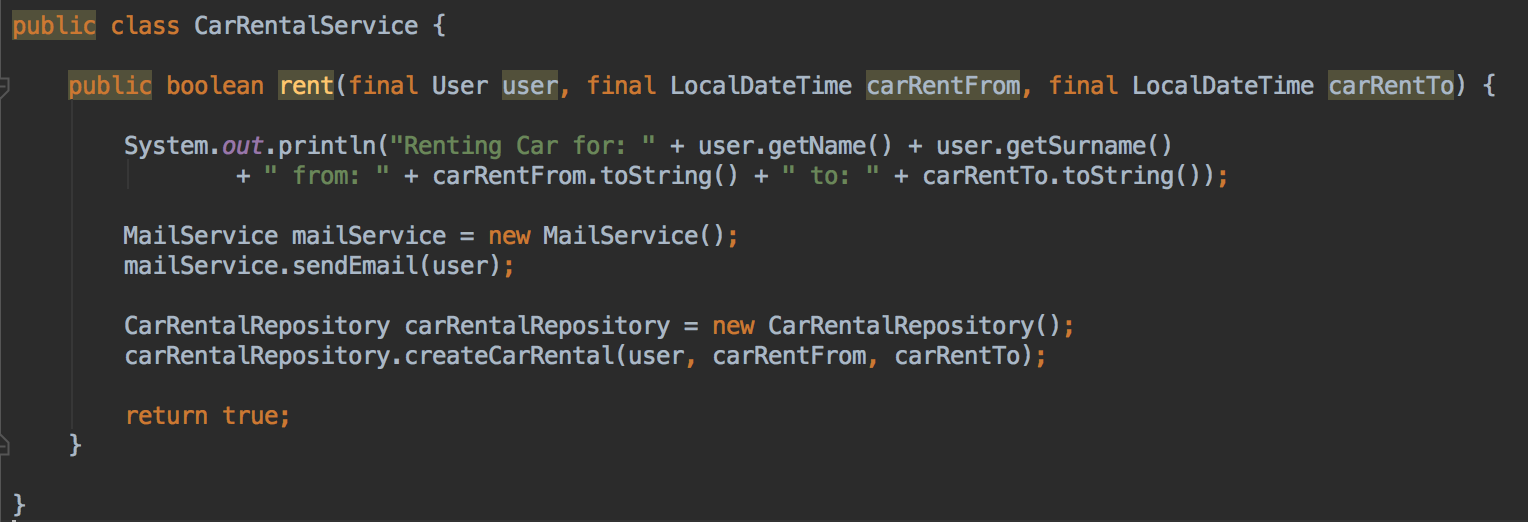 public class CarRentalService {
public boolean rent(final User user, final LocalDateTime carRentFrom, final LocalDateTime carRentTo) {
System.out.println("Renting Car for: " + user.getName() + user.getSurname()
+ " from: " + carRentFrom.toString() + " to: " + carRentTo.toString());
MailService mailService = new MailService();
mailService.sendEmail(user);
CarRentalRepository carRentalRepository = new CarRentalRepository();
carRentalRepository.createCarRental(user, carRentFrom, carRentTo);
return true;
}
}